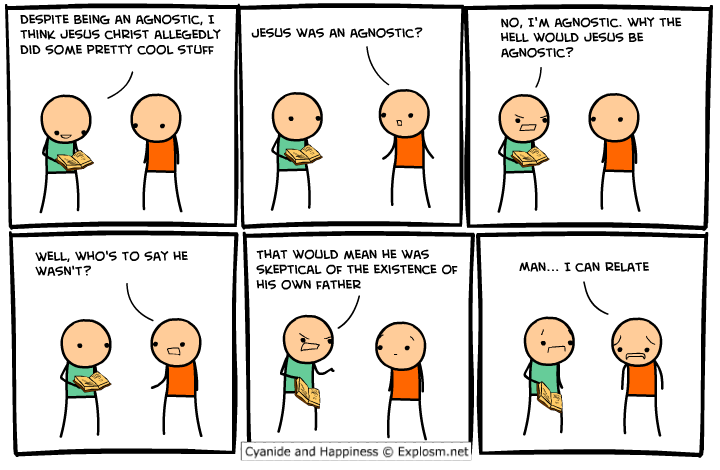 DESPITE BEING AN AGNOSTIC, I
THINK JESUS CHRIST ALLEGEDLY
DID SOME PRETTY COOL STUFF
JESUS WAS AN AGNOSTIC?
NO, I'M AGNOSTIC. WHY THE
HELL WOULD JESUS BE
AGNOSTIC?
WELL, WHO'S TO SAY HE
WASN'T?
THAT WOULD MEAN HE WAS
SKEPTICAL OF THE EXISTENCE OF
HIS OWN FATHER
MAN... I CAN RELATE
Cyanide and Happiness © Explosm.net